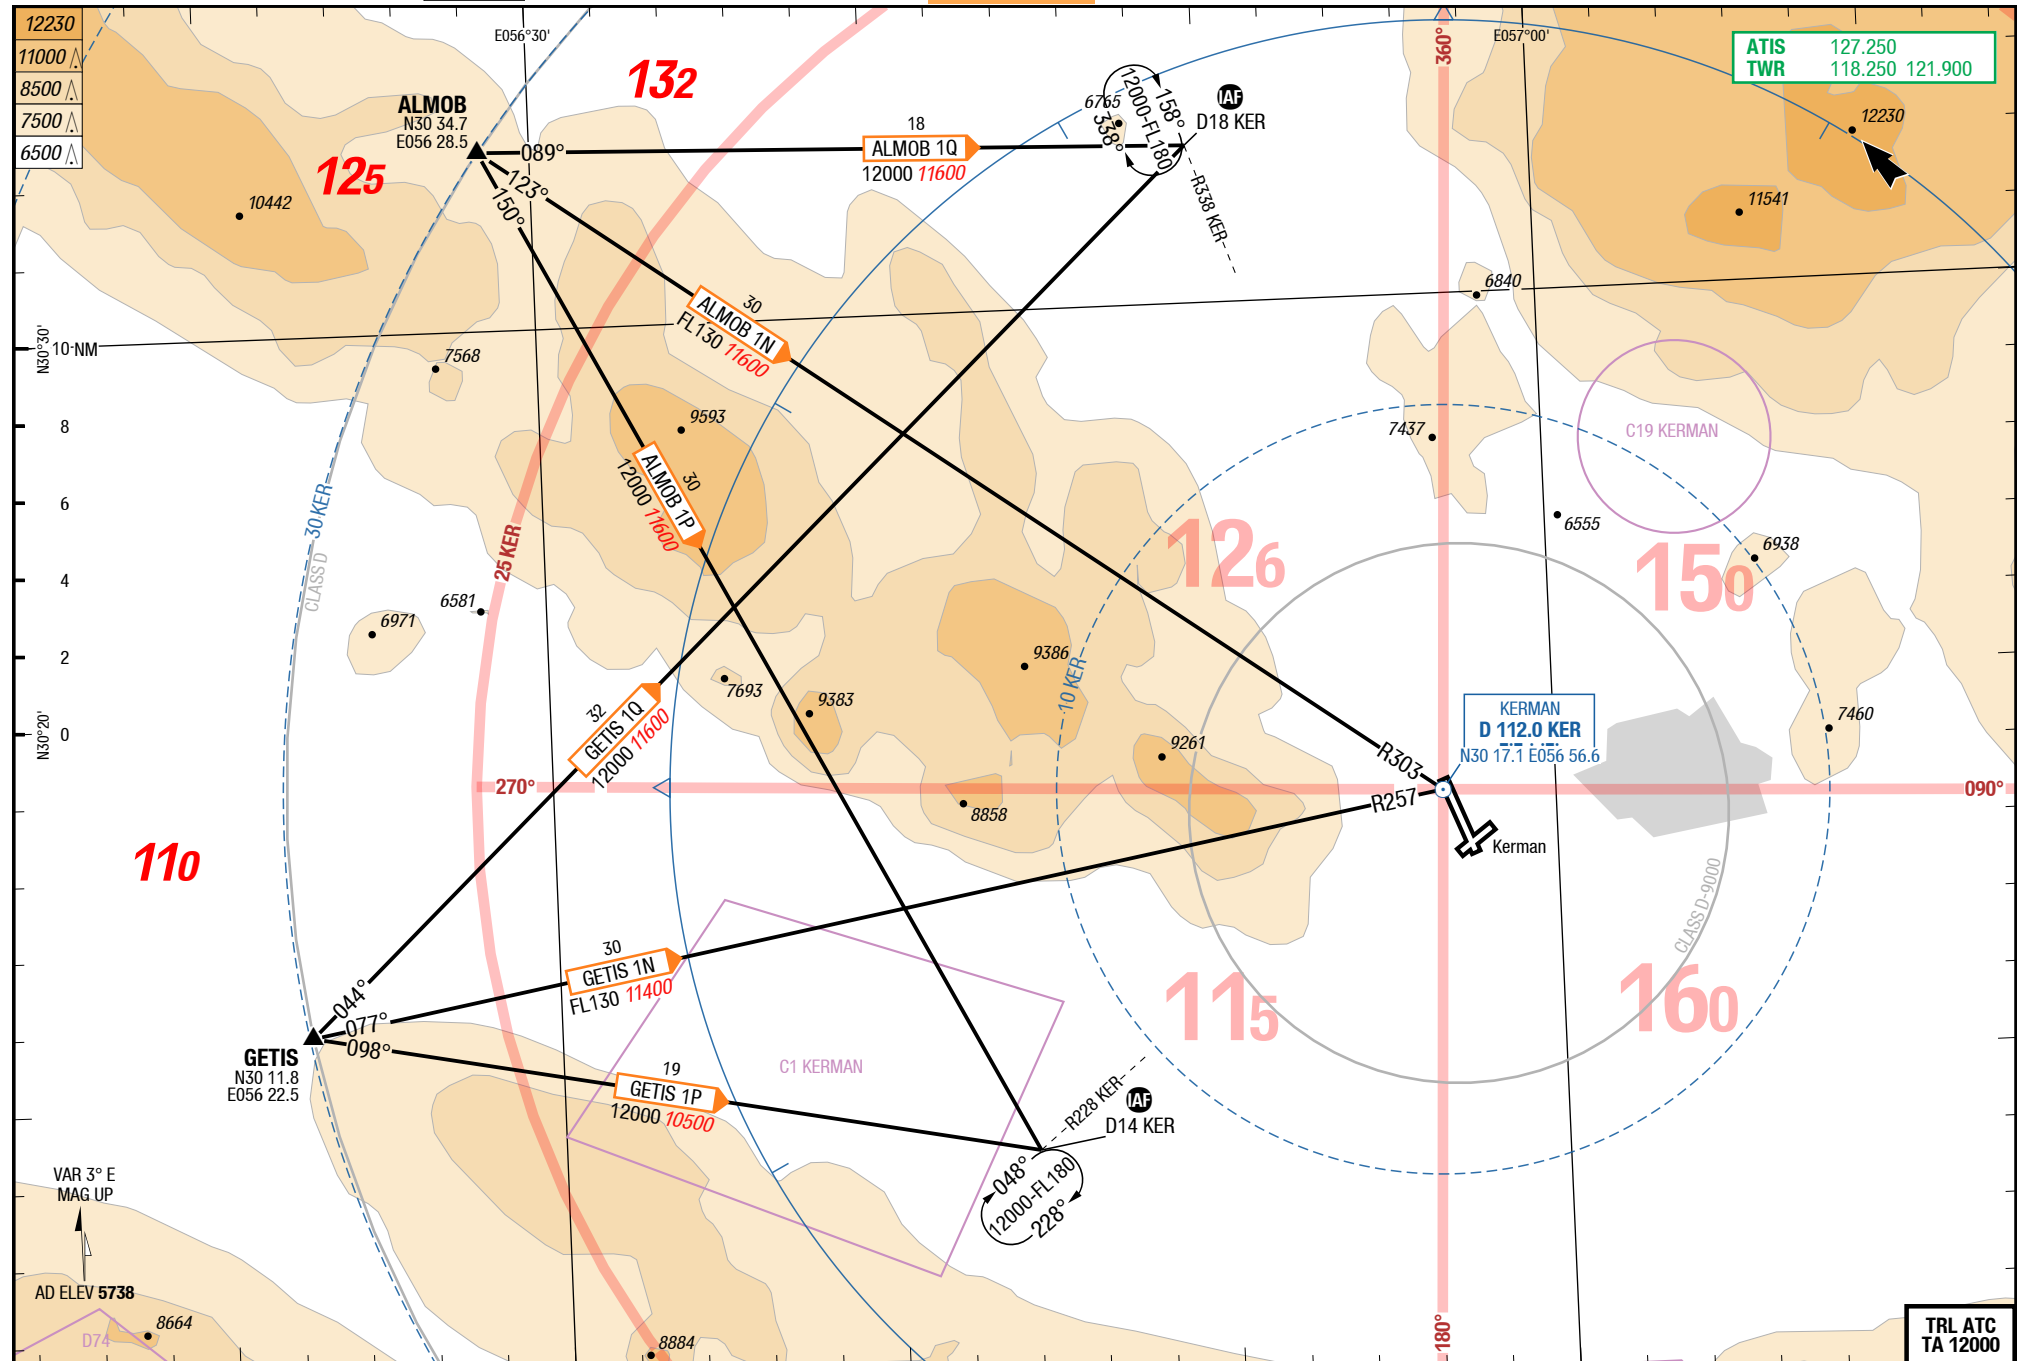 12230
11000
8500
7500
6500
E056°30'
E057°00'
360°
ATIS 127.250
TWR 118.250 121.900
132
125
ALMOB
N30 34.7
E056 28.5
089°
123°
150°
18
ALMOB 1Q
12000 11600
6765
12000-FL180
158°
338°
IAF
D18 KER
R338 KER
12230
11541
10442
6840
N30°30'
10 NM
8
6
4
2
0
N30°20'
7568
30
ALMOB 1N
FL130 11600
9593
30
ALMOB 1P
12000 11600
7437
C19 KERMAN
6555
6938
126
150
30 KER
CLASS D
25 KER
6581
6971
9386
10 KER
7693
9383
32
GETIS 1Q
12000 11600
9261
8858
7460
KERMAN
D 112.0 KER
N30 17.1 E056 56.6
R303
R257
270°
090°
Kerman
CLASS D-9000
110
115
160
044°
077°
098°
GETIS
N30 11.8
E056 22.5
30
GETIS 1N
FL130 11400
19
GETIS 1P
12000 10500
C1 KERMAN
R228 KER
IAF
D14 KER
048°
12000-FL180
228°
VAR 3° E
MAG UP
AD ELEV 5738
D74
8664
8884
180°
TRL ATC
TA 12000